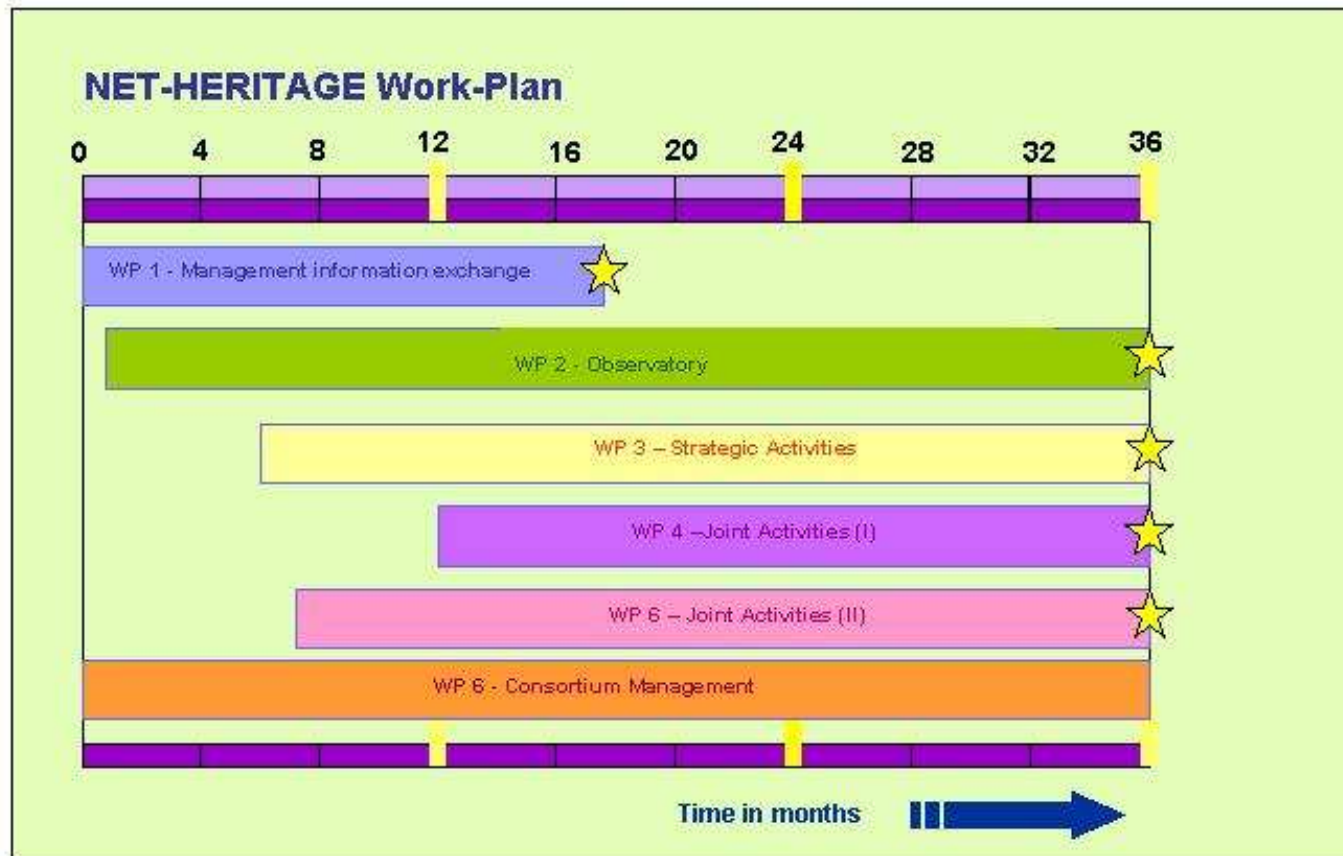 NET-HERITAGE Work-Plan
0 4 8 12 16 20 24 28 32 36
WP 1 - Management information exchange
WP 2 - Observatory
WP 3 – Strategic Activities
WP 4 –Joint Activities (I)
WP 6 – Joint Activities (II)
WP 6 - Consortium Management
Time in months